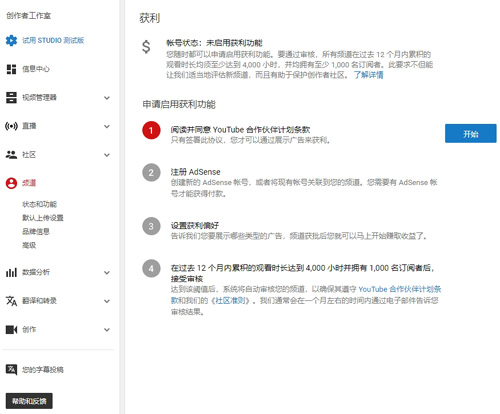 创作者工作室
试用 STUDIO 测试版
信息中心
视频管理器
直播
社区
频道
状态和功能
默认上传设置
品牌信息
高级
数据分析
翻译和转录
创作
您的字幕投稿
帮助和反馈
获利
$
帐号状态：未启用获利功能
您随时都可以申请启用获利功能。要通过审核，所有频道在过去 12 个月内累积的
观看时长均须至少达到 4,000 小时，并均拥有至少 1,000 名订阅者。此要求不但能
让我们适当地评估新频道，而且有助于保护创作者社区。 了解详情
申请启用获利功能
1
阅读并同意 YouTube 合作伙伴计划条款
只有签署此协议，您才可以通过展示广告来获利。
开始
2
注册 AdSense
创建新的 AdSense 帐号，或者将现有帐号关联到您的频道。您需要有 AdSense 帐
号才能获得付款。
3
设置获利偏好
告诉我们您要展示哪些类型的广告，频道获批后您就可以马上开始赚取收益了。
4
在过去 12 个月内累积的观看时长达到 4,000 小时并拥有 1,000 名订阅者后，
接受审核
达到该阈值后，系统将自动审核您的频道，以确保其遵守 YouTube 合作伙伴计划条
款和我们的《社区准则》。我们通常会在一个月左右的时间内通过电子邮件告诉您
审核结果。